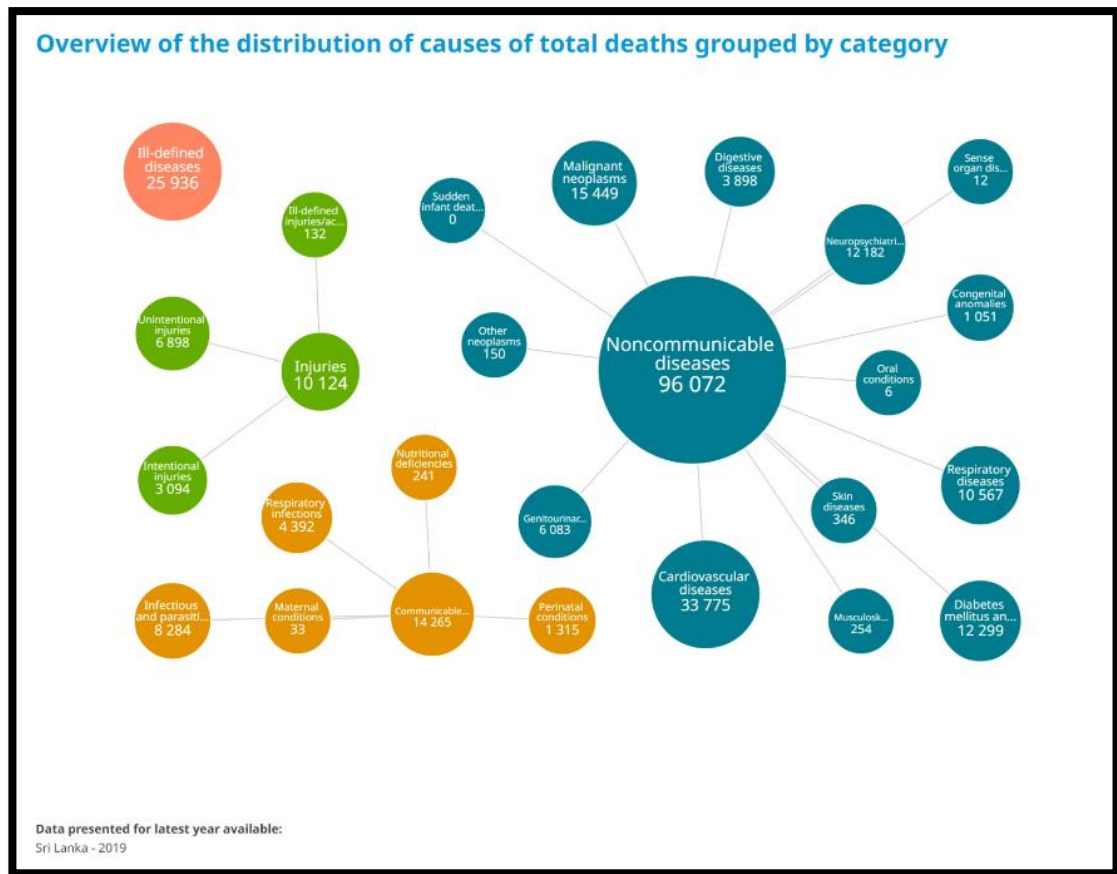 Overview of the distribution of causes of total deaths grouped by category
Ill-defined
diseases
25 936
Ill-defined
injuries/ac...
132
Unintentional
injuries
6 898
Injuries
10 124
Intentional
injuries
3 094
Nutritional
deficiencies
241
Respiratory
infections
4 392
Infectious
and parasiti...
8 284
Maternal
conditions
33
Communicable...
14 265
Perinatal
conditions
1 315
Sudden
infant deat...
0
Malignant
neoplasms
15 449
Digestive
diseases
3 898
Sense
organ dis...
12
Neuropsychiatri...
12 182
Congenital
anomalies
1 051
Other
neoplasms
150
Noncommunicable
diseases
96 072
Oral
conditions
6
Respiratory
diseases
10 567
Skin
diseases
346
Genitourinar...
6 083
Cardiovascular
diseases
33 775
Musculosk...
254
Diabetes
mellitus an...
12 299
Data presented for latest year available:
Sri Lanka - 2019